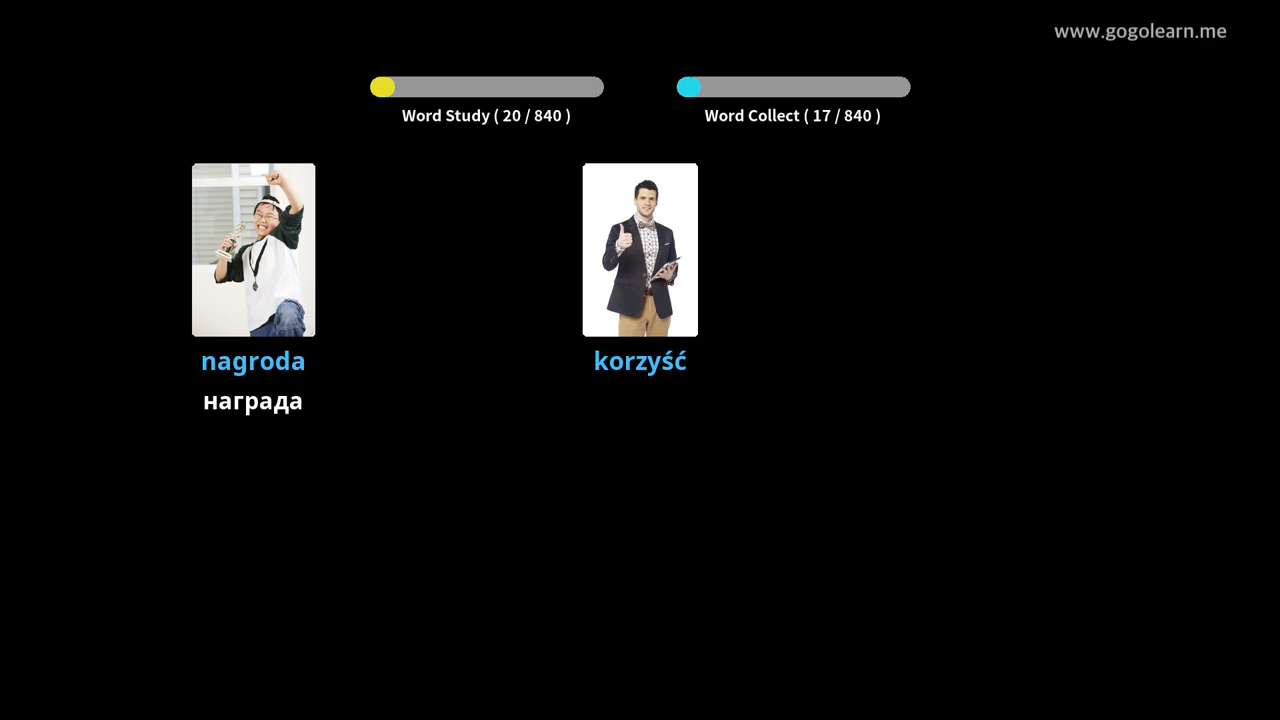 www.gogolearn.me
Word Study ( 20 / 840 )
Word Collect ( 17 / 840 )
nagroda
награда
korzyść